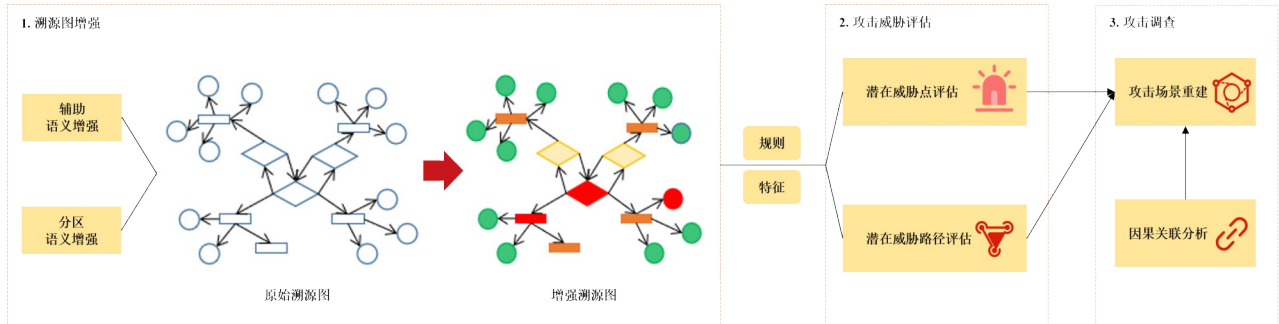 1. 溯源图增强
辅助
语义增强
分区
语义增强
原始溯源图
增强溯源图
规则
特征
2. 攻击威胁评估
潜在威胁点评估
潜在威胁路径评估
3. 攻击调查
攻击场景重建
因果关联分析